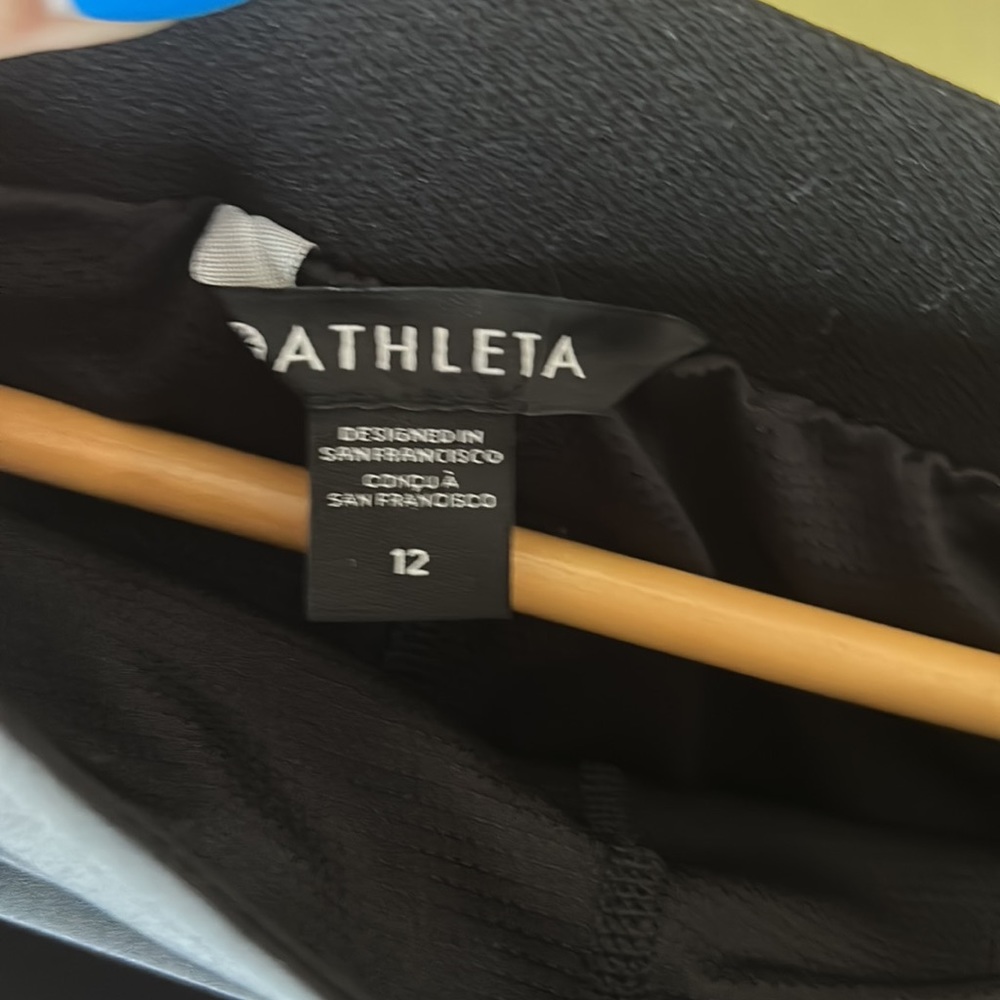 ATHLETA
DESIGNED IN
SAN FRANCISCO
CONÇU À
SAN FRANCISCO
12